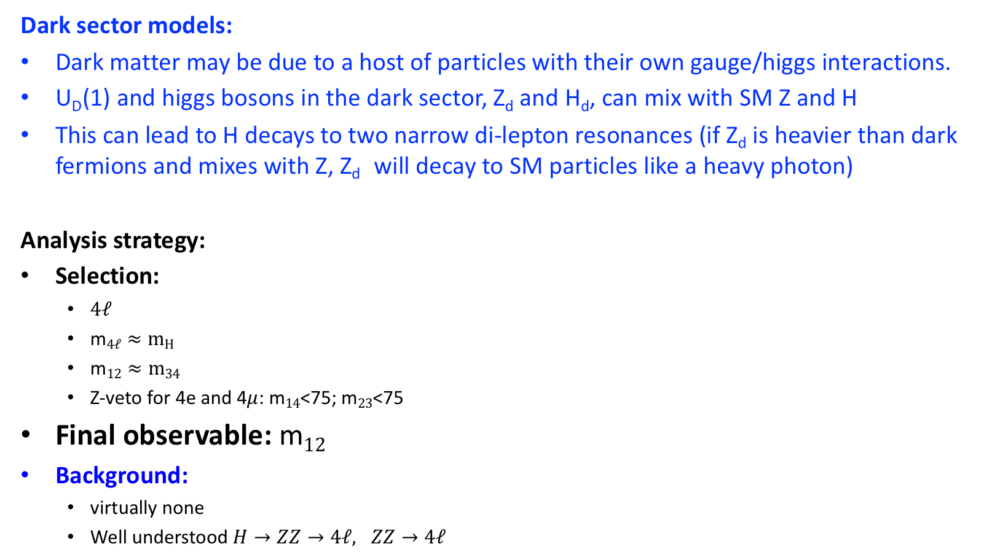 Dark sector models:
• Dark matter may be due to a host of particles with their own gauge/higgs interactions.
• U_D(1) and higgs bosons in the dark sector, Z_d and H_d, can mix with SM Z and H
• This can lead to H decays to two narrow di-lepton resonances (if Z_d is heavier than dark
fermions and mixes with Z, Z_d will decay to SM particles like a heavy photon)
Analysis strategy:
• Selection:
• 4ℓ
• m_4ℓ ≈ m_H
• m_12 ≈ m_34
• Z-veto for 4e and 4μ: m_14<75; m_23<75
• Final observable: m_12
• Background:
• virtually none
• Well understood H → ZZ → 4ℓ, ZZ → 4ℓ